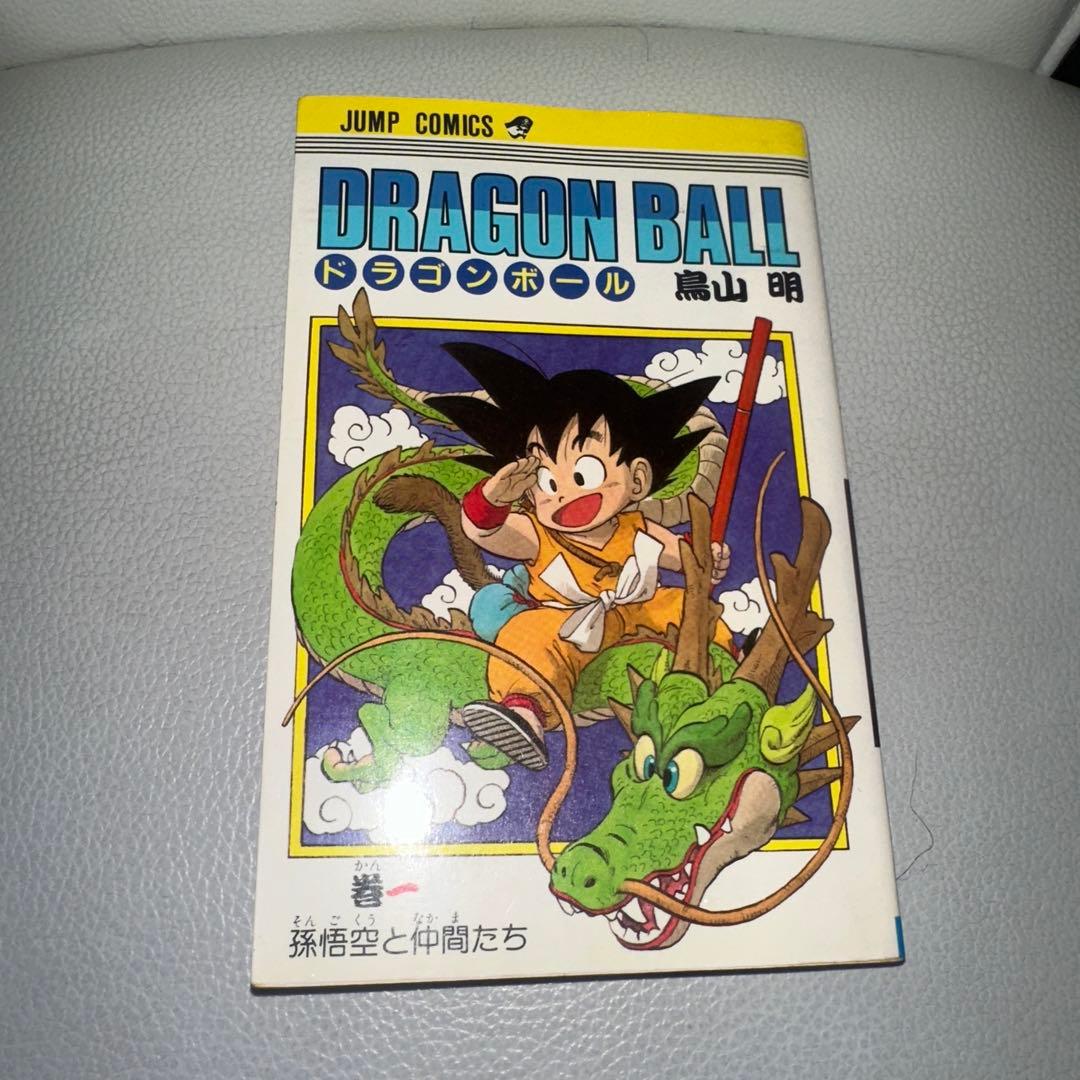 JUMP COMICS
DRAGON BALL
ドラゴンボール
鳥山 明
かん
巻一
そんごくう なかま
孫悟空と仲間たち